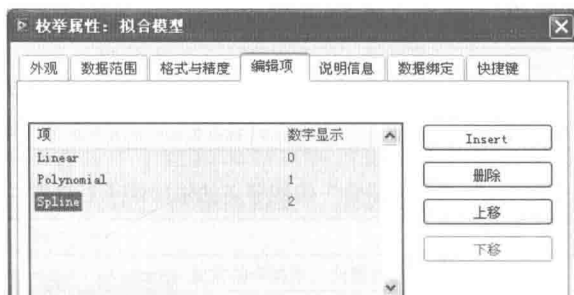 枚举属性：拟合模型
外观 数据范围 格式与精度 编辑项 说明信息 数据绑定 快捷键
项 数字显示
Linear 0
Polynomial 1
Spline 2
Insert
删除
上移
下移